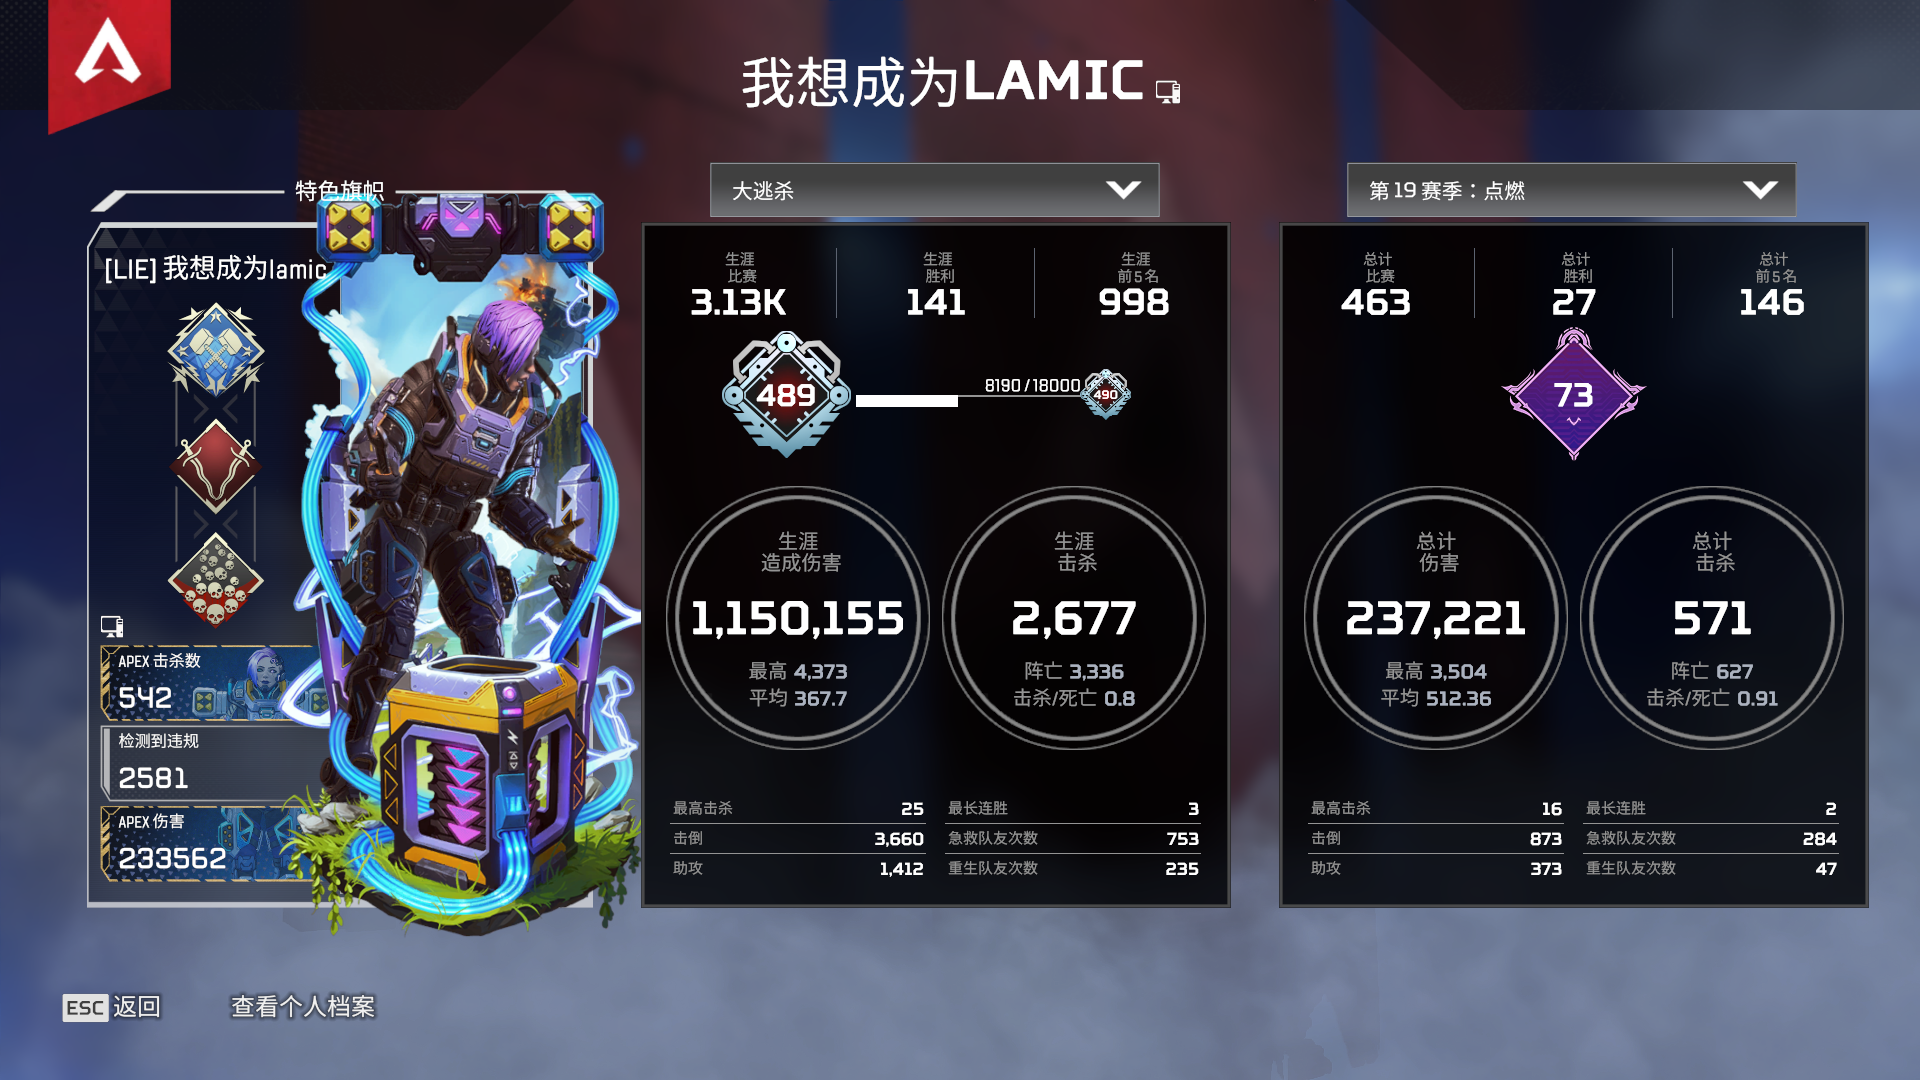 我想成为LAMIC
特色旗帜
[LIE] 我想成为lamic
APEX 击杀数
542
检测到违规
2581
APEX 伤害
233562
大逃杀
生涯
比赛
3.13K
生涯
胜利
141
生涯
前5名
998
489
8190/18000
490
生涯
造成伤害
1,150,155
最高 4,373
平均 367.7
生涯
击杀
2,677
阵亡 3,336
击杀/死亡 0.8
最高击杀 25
击倒 3,660
助攻 1,412
最长连胜 3
急救队友次数 753
重生队友次数 235
第 19 赛季：点燃
总计
比赛
463
总计
胜利
27
总计
前5名
146
73
总计
伤害
237,221
最高 3,504
平均 512.36
总计
击杀
571
阵亡 627
击杀/死亡 0.91
最高击杀 16
击倒 873
助攻 373
最长连胜 2
急救队友次数 284
重生队友次数 47
ESC 返回
查看个人档案